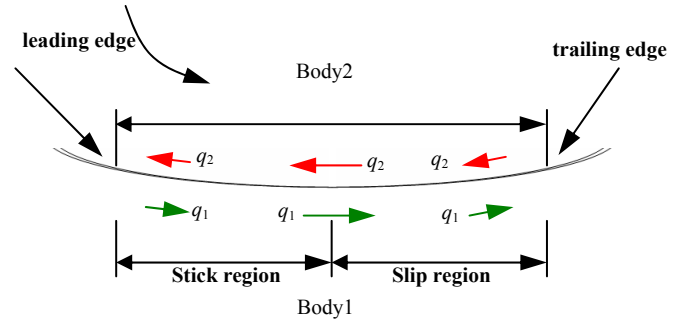 leading edge
Body2
trailing edge
q2 q2 q2
q1 q1 q1
Stick region Slip region
Body1